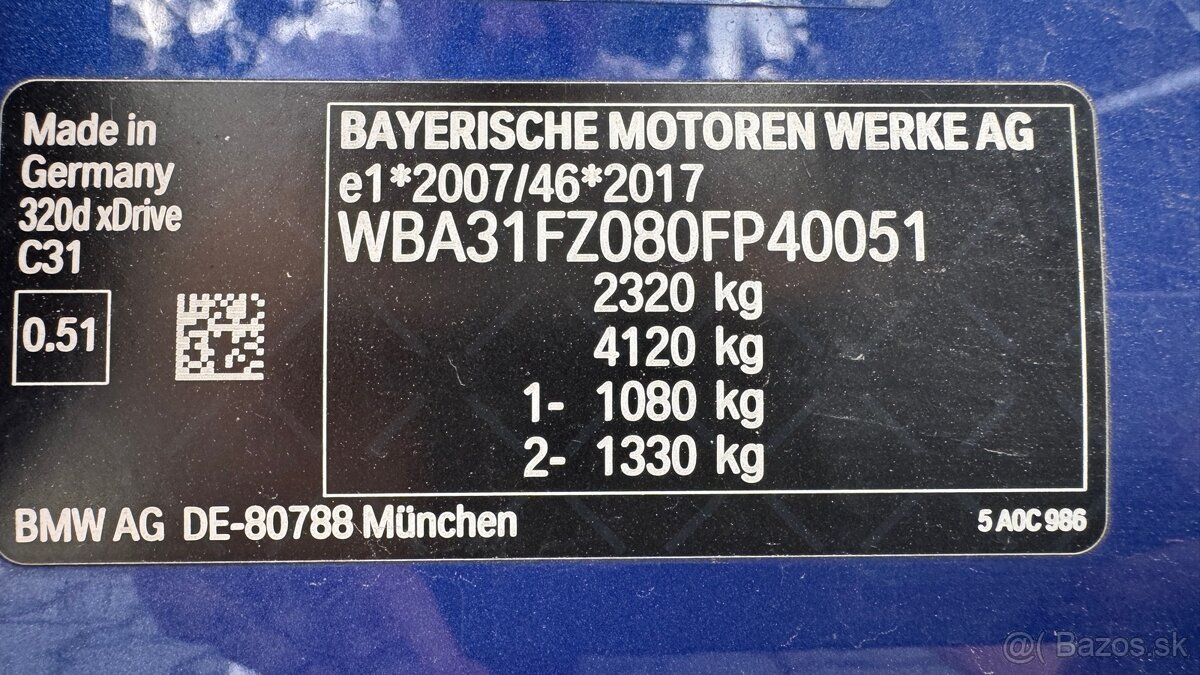 Made in
Germany
320d xDrive
C31
0.51
BAYERISCHE MOTOREN WERKE AG
e1*2007/46*2017
WBA31FZ080FP40051
2320 kg
4120 kg
1- 1080 kg
2- 1330 kg
BMW AG DE-80788 München
5 A0C 986
@( Bazos.sk